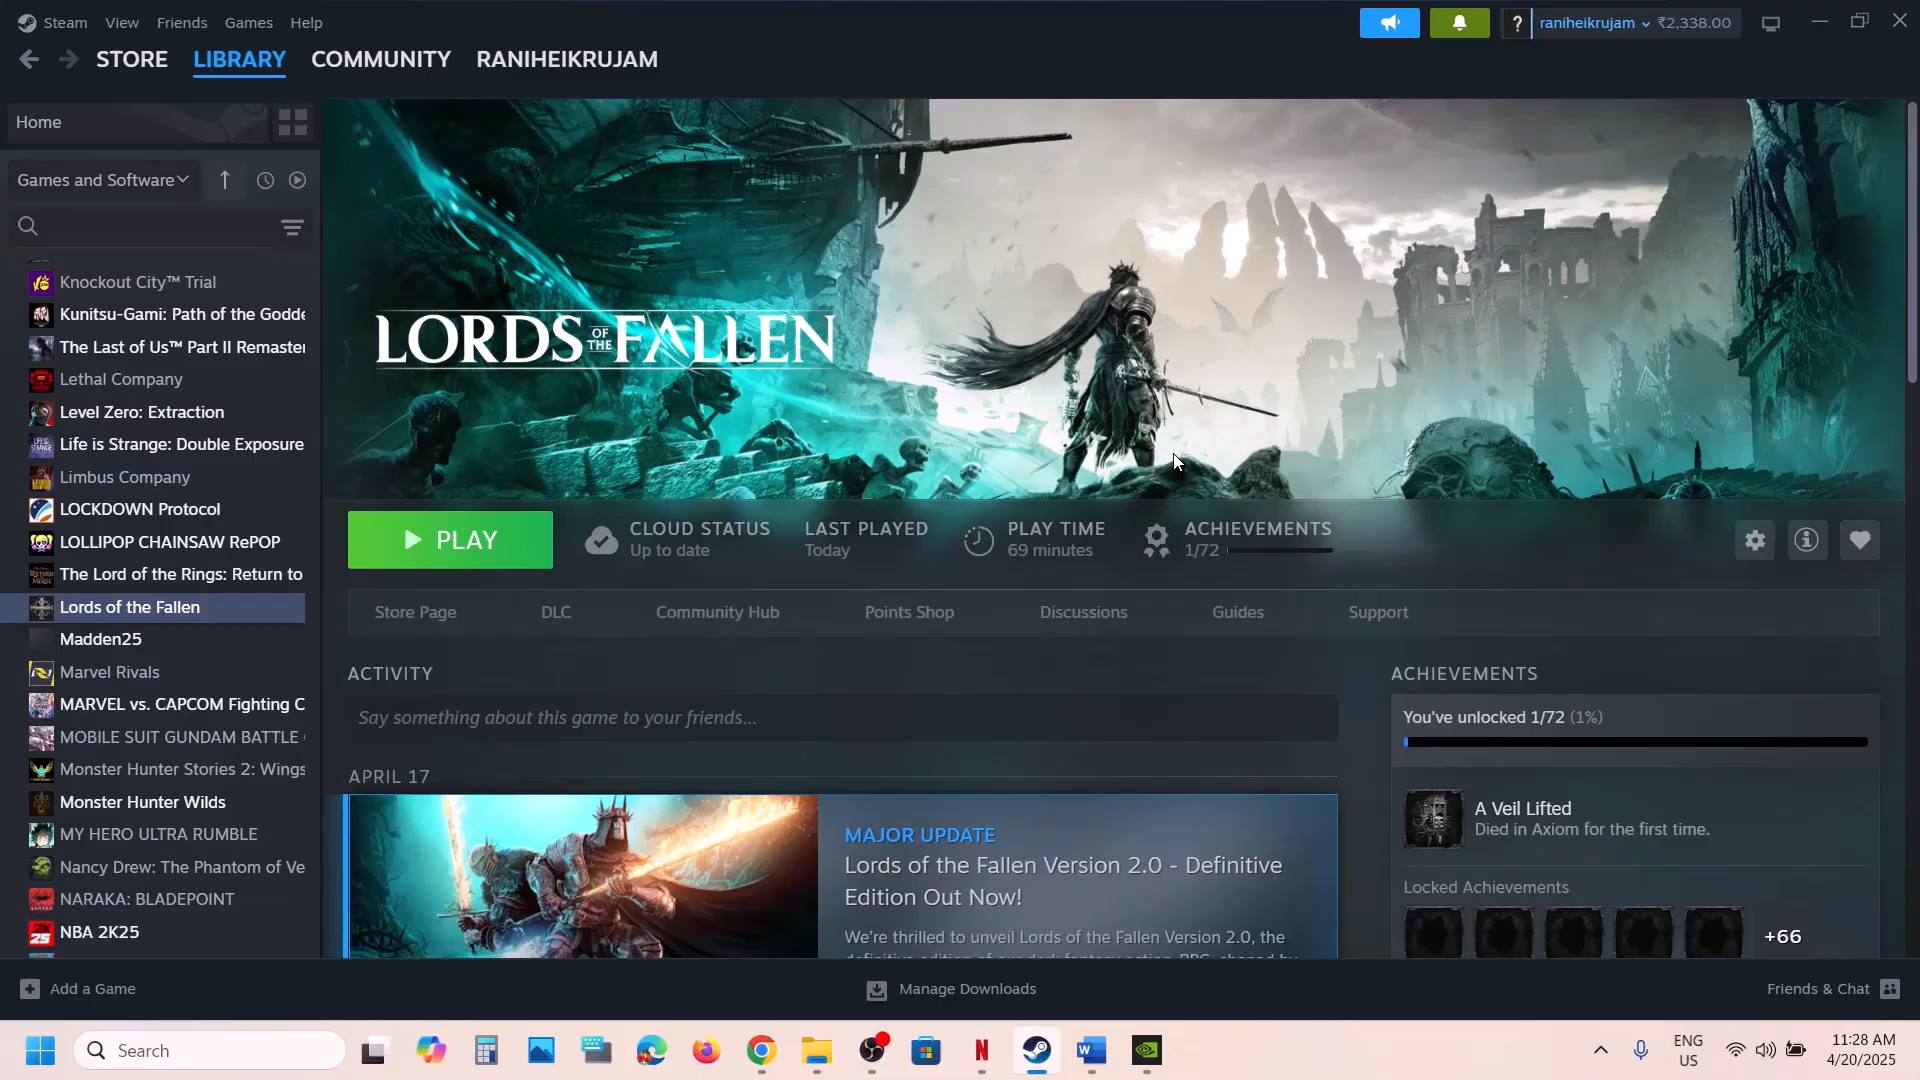 Steam View Friends Games Help
? raniheikrujam ₹2,338.00
STORE LIBRARY COMMUNITY RANIHEIKRUJAM
Home
Games and Software
Knockout City™ Trial
Kunitsu-Gami: Path of the Godde
The Last of Us™ Part II Remaster
Lethal Company
Level Zero: Extraction
Life is Strange: Double Exposure
Limbus Company
LOCKDOWN Protocol
LOLLIPOP CHAINSAW RePOP
The Lord of the Rings: Return to
Lords of the Fallen
Madden25
Marvel Rivals
MARVEL vs. CAPCOM Fighting C
MOBILE SUIT GUNDAM BATTLE
Monster Hunter Stories 2: Wings
Monster Hunter Wilds
MY HERO ULTRA RUMBLE
Nancy Drew: The Phantom of Ve
NARAKA: BLADEPOINT
NBA 2K25
LORDS OF THE FALLEN
PLAY
CLOUD STATUS
Up to date
LAST PLAYED
Today
PLAY TIME
69 minutes
ACHIEVEMENTS
1/72
Store Page DLC Community Hub Points Shop Discussions Guides Support
ACTIVITY
Say something about this game to your friends...
APRIL 17
MAJOR UPDATE
Lords of the Fallen Version 2.0 - Definitive
Edition Out Now!
We're thrilled to unveil Lords of the Fallen Version 2.0, the
definitive edition of our dark fantasy action-RPG, shaped by
ACHIEVEMENTS
You've unlocked 1/72 (1%)
A Veil Lifted
Died in Axiom for the first time.
Locked Achievements
+66
Add a Game
Manage Downloads
Friends & Chat
Search
ENG
US
11:28 AM
4/20/2025